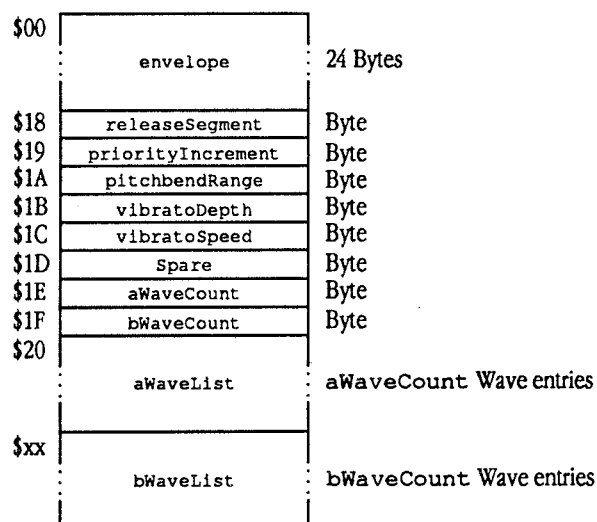 $00
envelope 24 Bytes
$18 releaseSegment Byte
$19 priorityIncrement Byte
$1A pitchbendRange Byte
$1B vibratoDepth Byte
$1C vibratoSpeed Byte
$1D Spare Byte
$1E aWaveCount Byte
$1F bWaveCount Byte
$20
aWaveList aWaveCount Wave entries
$xx
bWaveList bWaveCount Wave entries